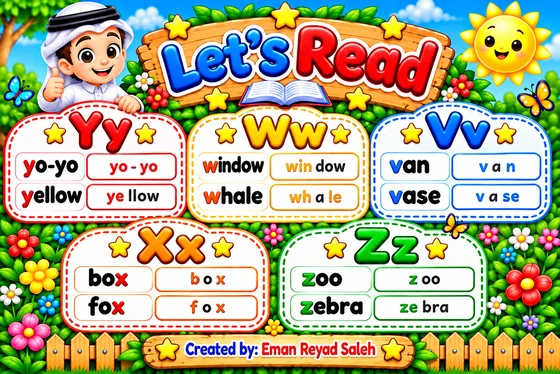 Let's Read
Yy
yo-yo yo - yo
yellow ye llow
Ww
window win dow
whale wh a le
Vv
van v a n
vase v a se
Xx
box b o x
fox f o x
Zz
zoo z oo
zebra ze bra
Created by: Eman Reyad Saleh